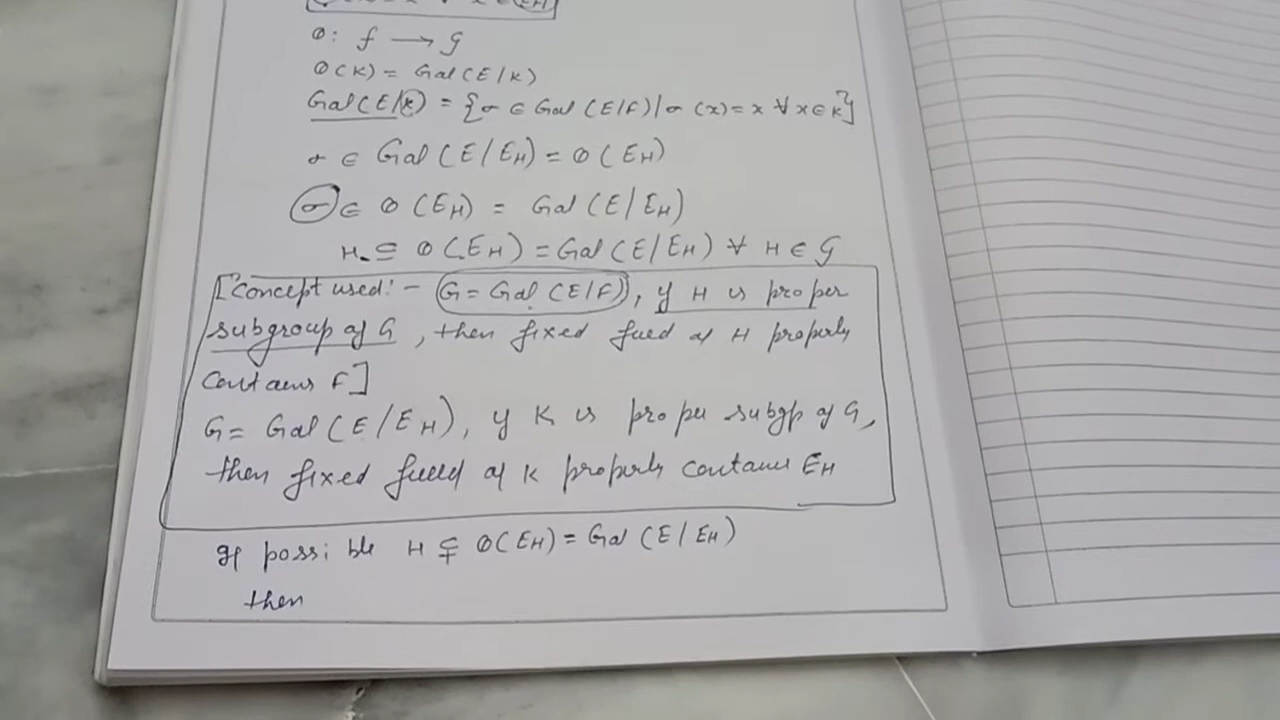 Φ: f → g
Φ(K) = Gal(E/K)
Gal(E/K) = {σ ∈ Gal(E/F) | σ(x) = x ∀ x ∈ K}
σ ∈ Gal(E/E_H) = Φ(E_H)
σ ∈ Φ(E_H) = Gal(E/E_H)
H ⊆ Φ(E_H) = Gal(E/E_H) ∀ H ∈ g
[Concept used:- G = Gal(E/F), if H is proper
subgroup of G, then fixed field of H properly
contains F]
G = Gal(E/E_H), if K is proper subgp of G,
then fixed field of K properly contains E_H
If possible H ⊊ Φ(E_H) = Gal(E/E_H)
then